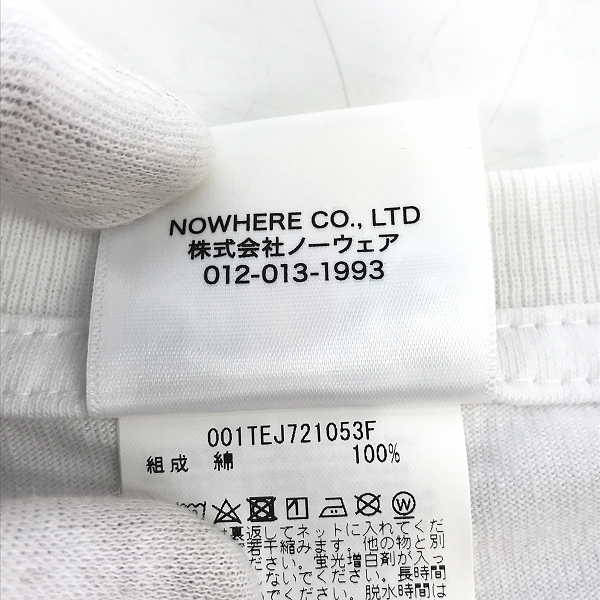 NOWHERE CO., LTD
株式会社ノーウェア
012-013-1993
001TEJ721053F
組成 綿 100%
裏返してネットに入れてくだ
若干縮みます。他の物と別
ださい。蛍光増白剤が入っ
しないでください。長時間
ください。脱水時間は